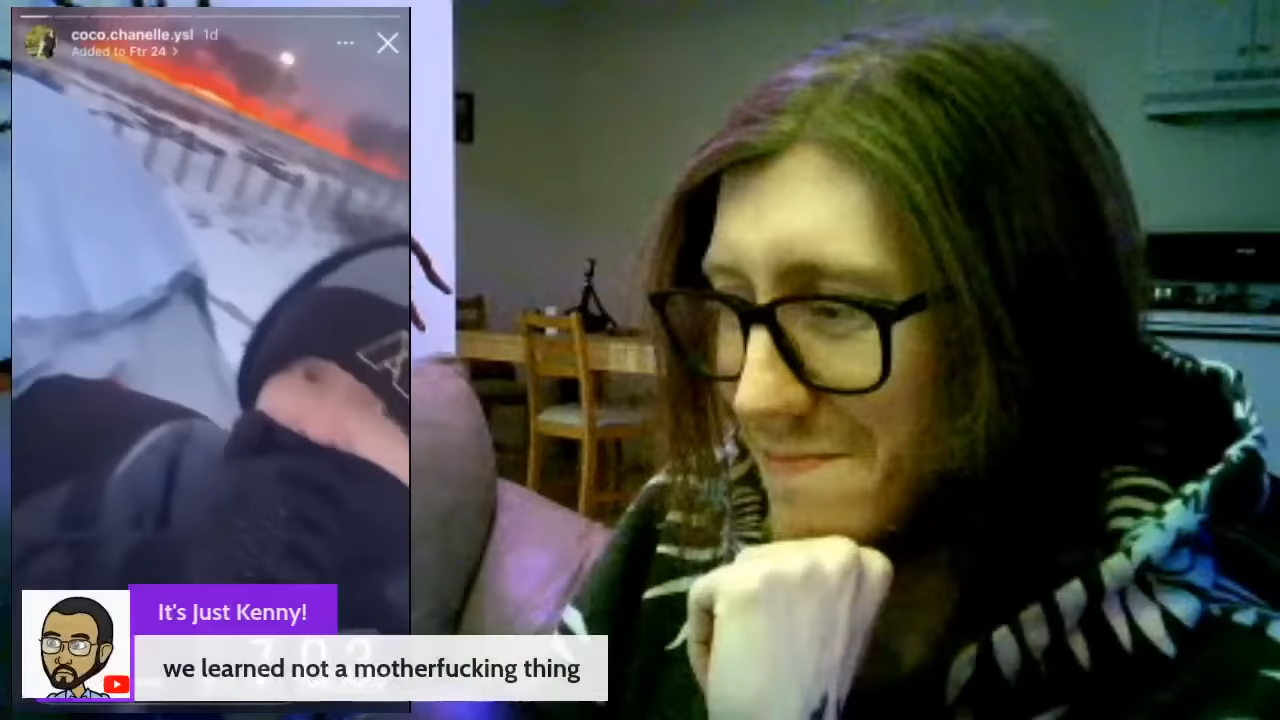 coco.chanelle.ysl 1d
Added to Ftr 24 >
A
It's Just Kenny!
we learned not a motherfucking thing